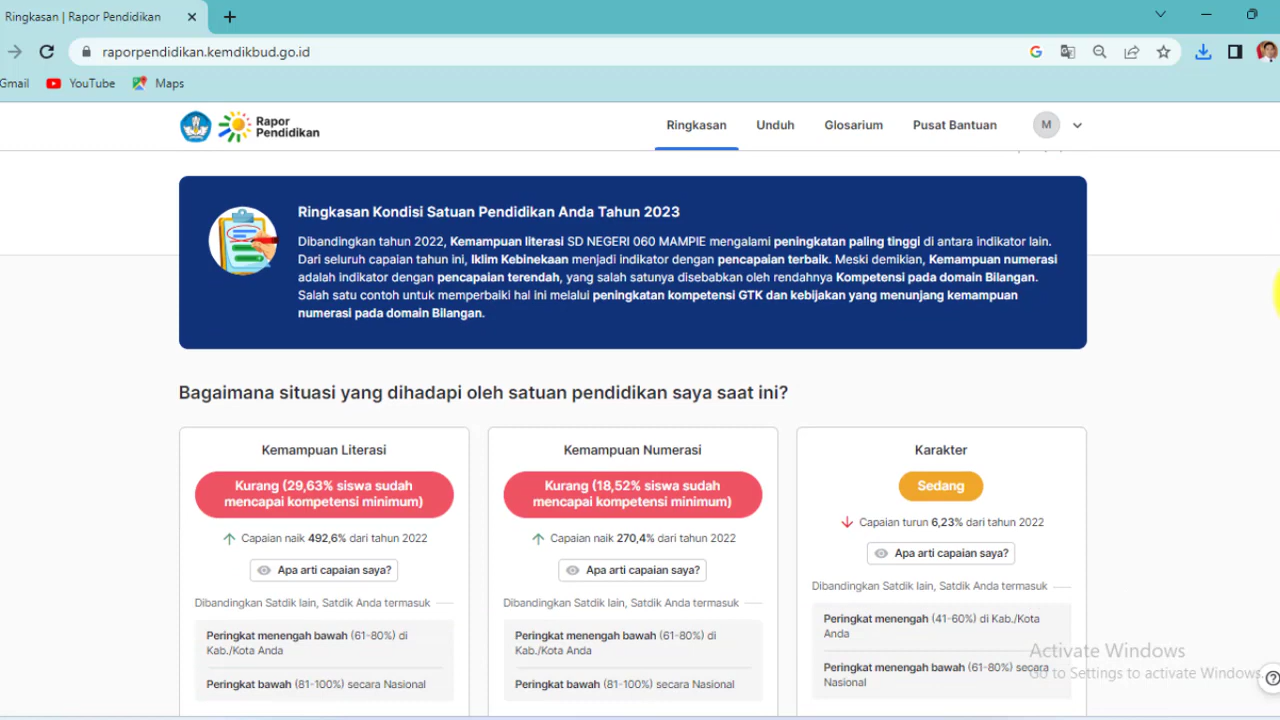 Ringkasan | Rapor Pendidikan
raporpendidikan.kemdikbud.go.id
Gmail YouTube Maps
Rapor
Pendidikan
Ringkasan Unduh Glosarium Pusat Bantuan M
Ringkasan Kondisi Satuan Pendidikan Anda Tahun 2023
Dibandingkan tahun 2022, Kemampuan literasi SD NEGERI 060 MAMPIE mengalami peningkatan paling tinggi di antara indikator lain.
Dari seluruh capaian tahun ini, Iklim Kebinekaan menjadi indikator dengan pencapaian terbaik. Meski demikian, Kemampuan numerasi
adalah indikator dengan pencapaian terendah, yang salah satunya disebabkan oleh rendahnya Kompetensi pada domain Bilangan.
Salah satu contoh untuk memperbaiki hal ini melalui peningkatan kompetensi GTK dan kebijakan yang menunjang kemampuan
numerasi pada domain Bilangan.
Bagaimana situasi yang dihadapi oleh satuan pendidikan saya saat ini?
Kemampuan Literasi
Kurang (29,63% siswa sudah
mencapai kompetensi minimum)
Capaian naik 492,6% dari tahun 2022
Apa arti capaian saya?
Dibandingkan Satdik lain, Satdik Anda termasuk
Peringkat menengah bawah (61-80%) di
Kab./Kota Anda
Peringkat bawah (81-100%) secara Nasional
Kemampuan Numerasi
Kurang (18,52% siswa sudah
mencapai kompetensi minimum)
Capaian naik 270,4% dari tahun 2022
Apa arti capaian saya?
Dibandingkan Satdik lain, Satdik Anda termasuk
Peringkat menengah bawah (61-80%) di
Kab./Kota Anda
Peringkat bawah (81-100%) secara Nasional
Karakter
Sedang
Capaian turun 6,23% dari tahun 2022
Apa arti capaian saya?
Dibandingkan Satdik lain, Satdik Anda termasuk
Peringkat menengah (41-60%) di Kab./Kota
Anda
Peringkat menengah bawah (61-80%) secara
Nasional
Activate Windows
Go to Settings to activate Windows.